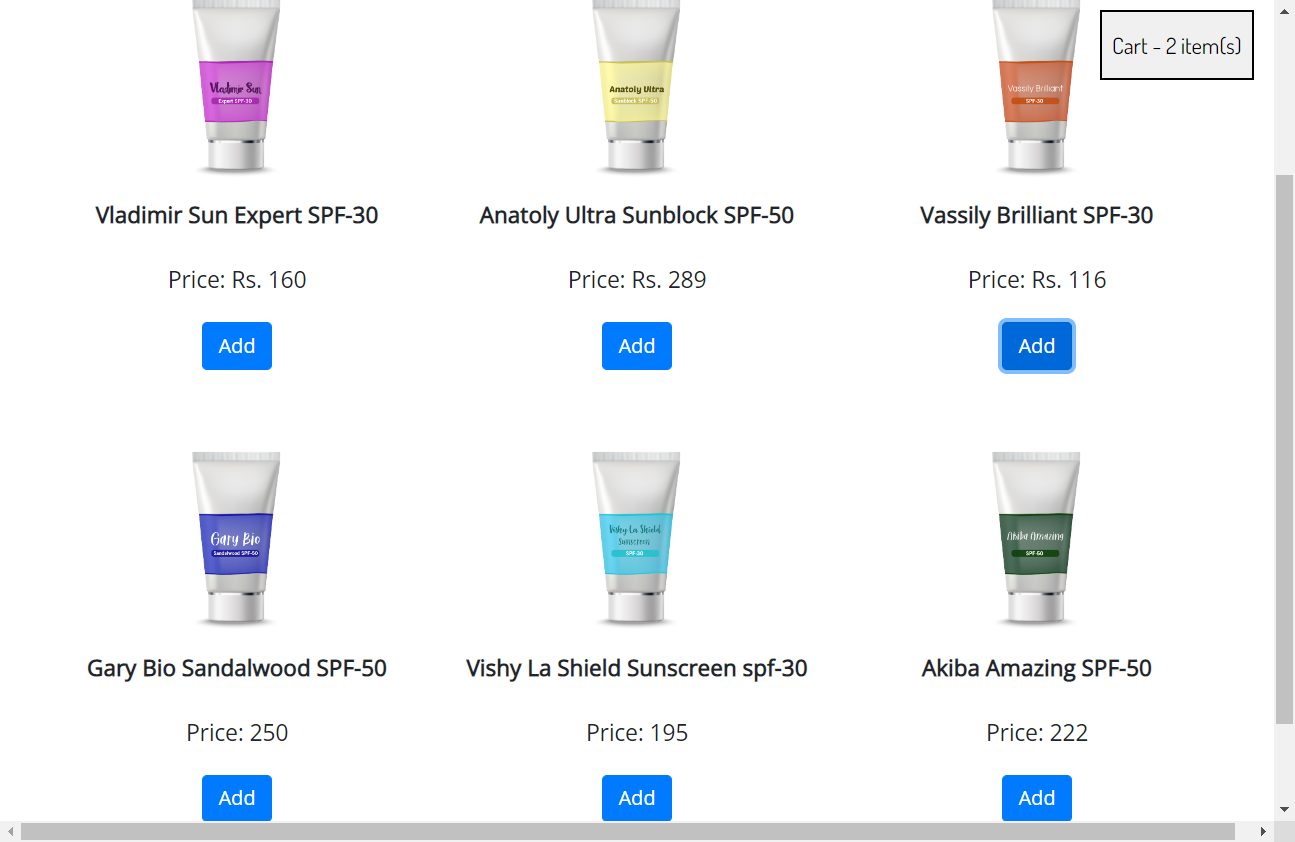 Cart - 2 item(s)
Vladimir Sun
Expert SPF-30
Anatoly Ultra
Sunblock SPF-50
Vassily Brilliant
SPF-30
Vladimir Sun Expert SPF-30
Anatoly Ultra Sunblock SPF-50
Vassily Brilliant SPF-30
Price: Rs. 160
Price: Rs. 289
Price: Rs. 116
Add
Add
Add
Gary Bio
Sandalwood SPF-50
Vishy La Shield
Sunscreen
SPF-30
Akiba Amazing
SPF-50
Gary Bio Sandalwood SPF-50
Vishy La Shield Sunscreen spf-30
Akiba Amazing SPF-50
Price: 250
Price: 195
Price: 222
Add
Add
Add